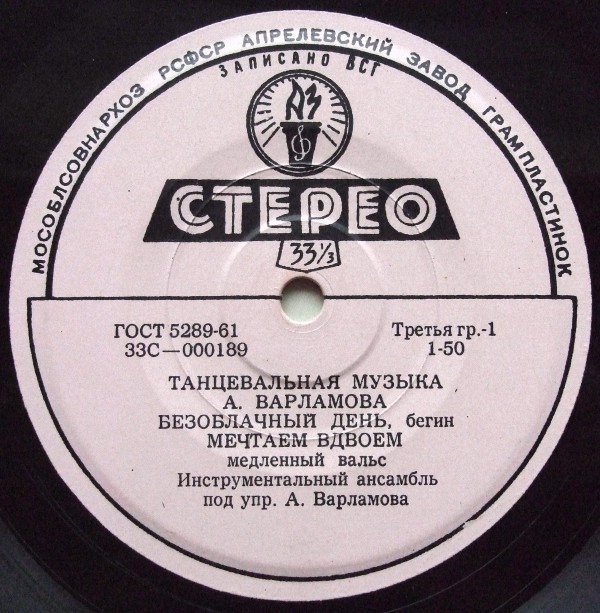 МОСОБЛСОВНАРХОЗ РСФСР АПРЕЛЕВСКИЙ ЗАВОД ГРАМПЛАСТИНОК
ЗАПИСАНО ВСГ
АЗ
СТЕРЕО
33⅓
ГОСТ 5289-61 Третья гр.-1
33С—000189 1-50
ТАНЦЕВАЛЬНАЯ МУЗЫКА
А. ВАРЛАМОВА
БЕЗОБЛАЧНЫЙ ДЕНЬ, бегин
МЕЧТАЕМ ВДВОЕМ
медленный вальс
Инструментальный ансамбль
под упр. А. Варламова